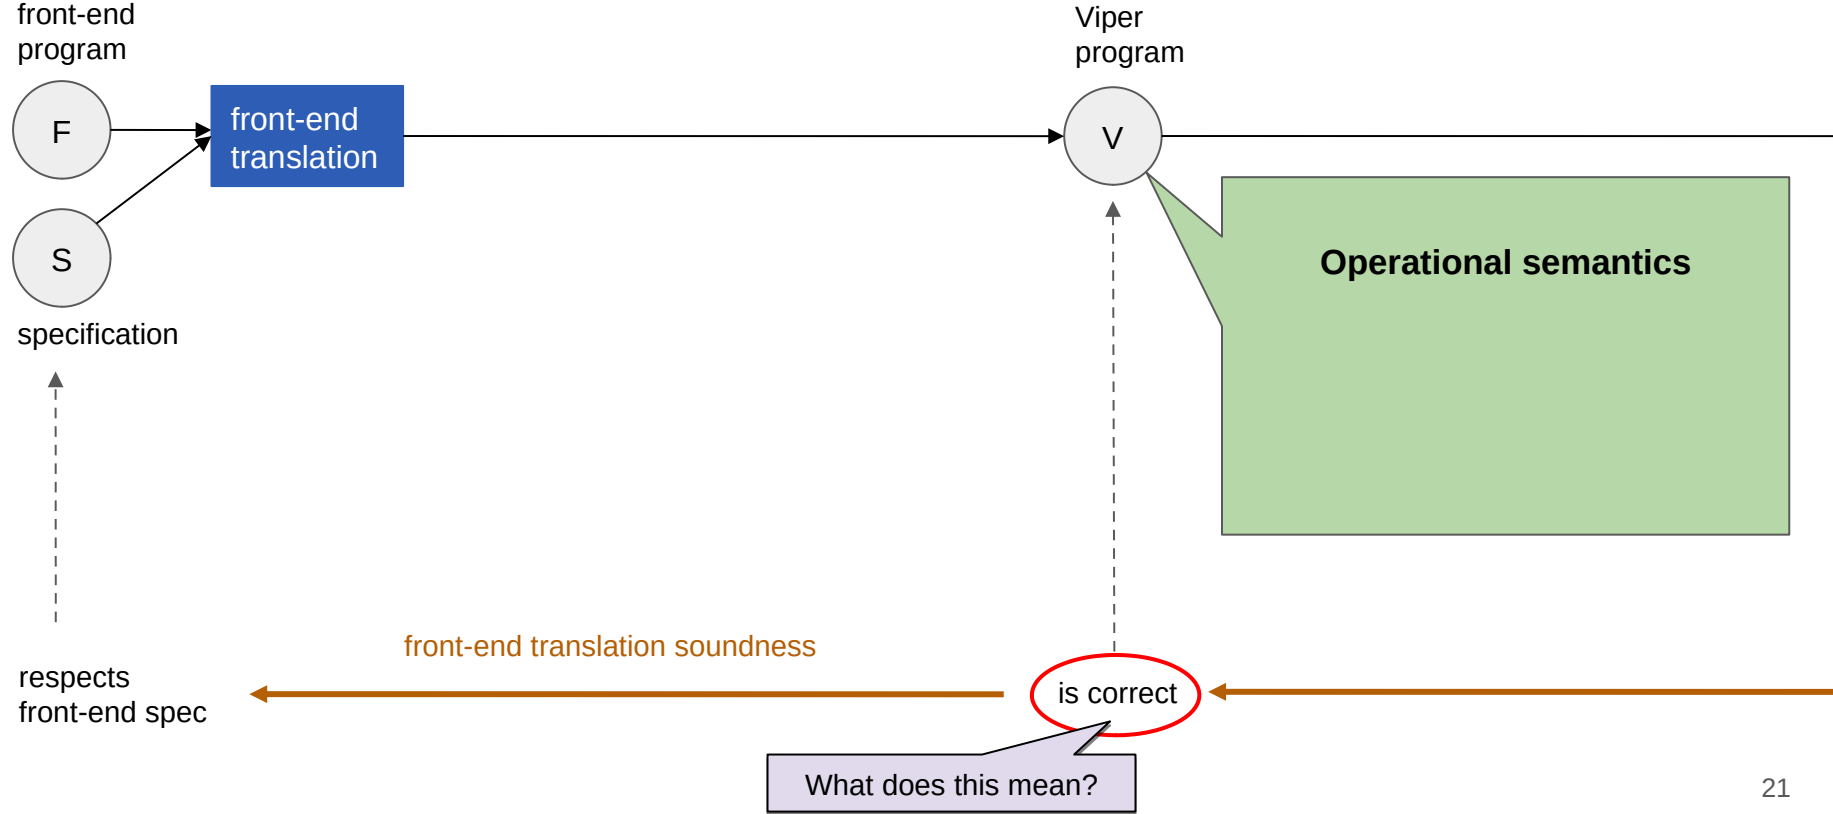 front-end
program
Viper
program
F
front-end
translation
V
S
Operational semantics
specification
front-end translation soundness
respects
front-end spec
is correct
What does this mean?
21